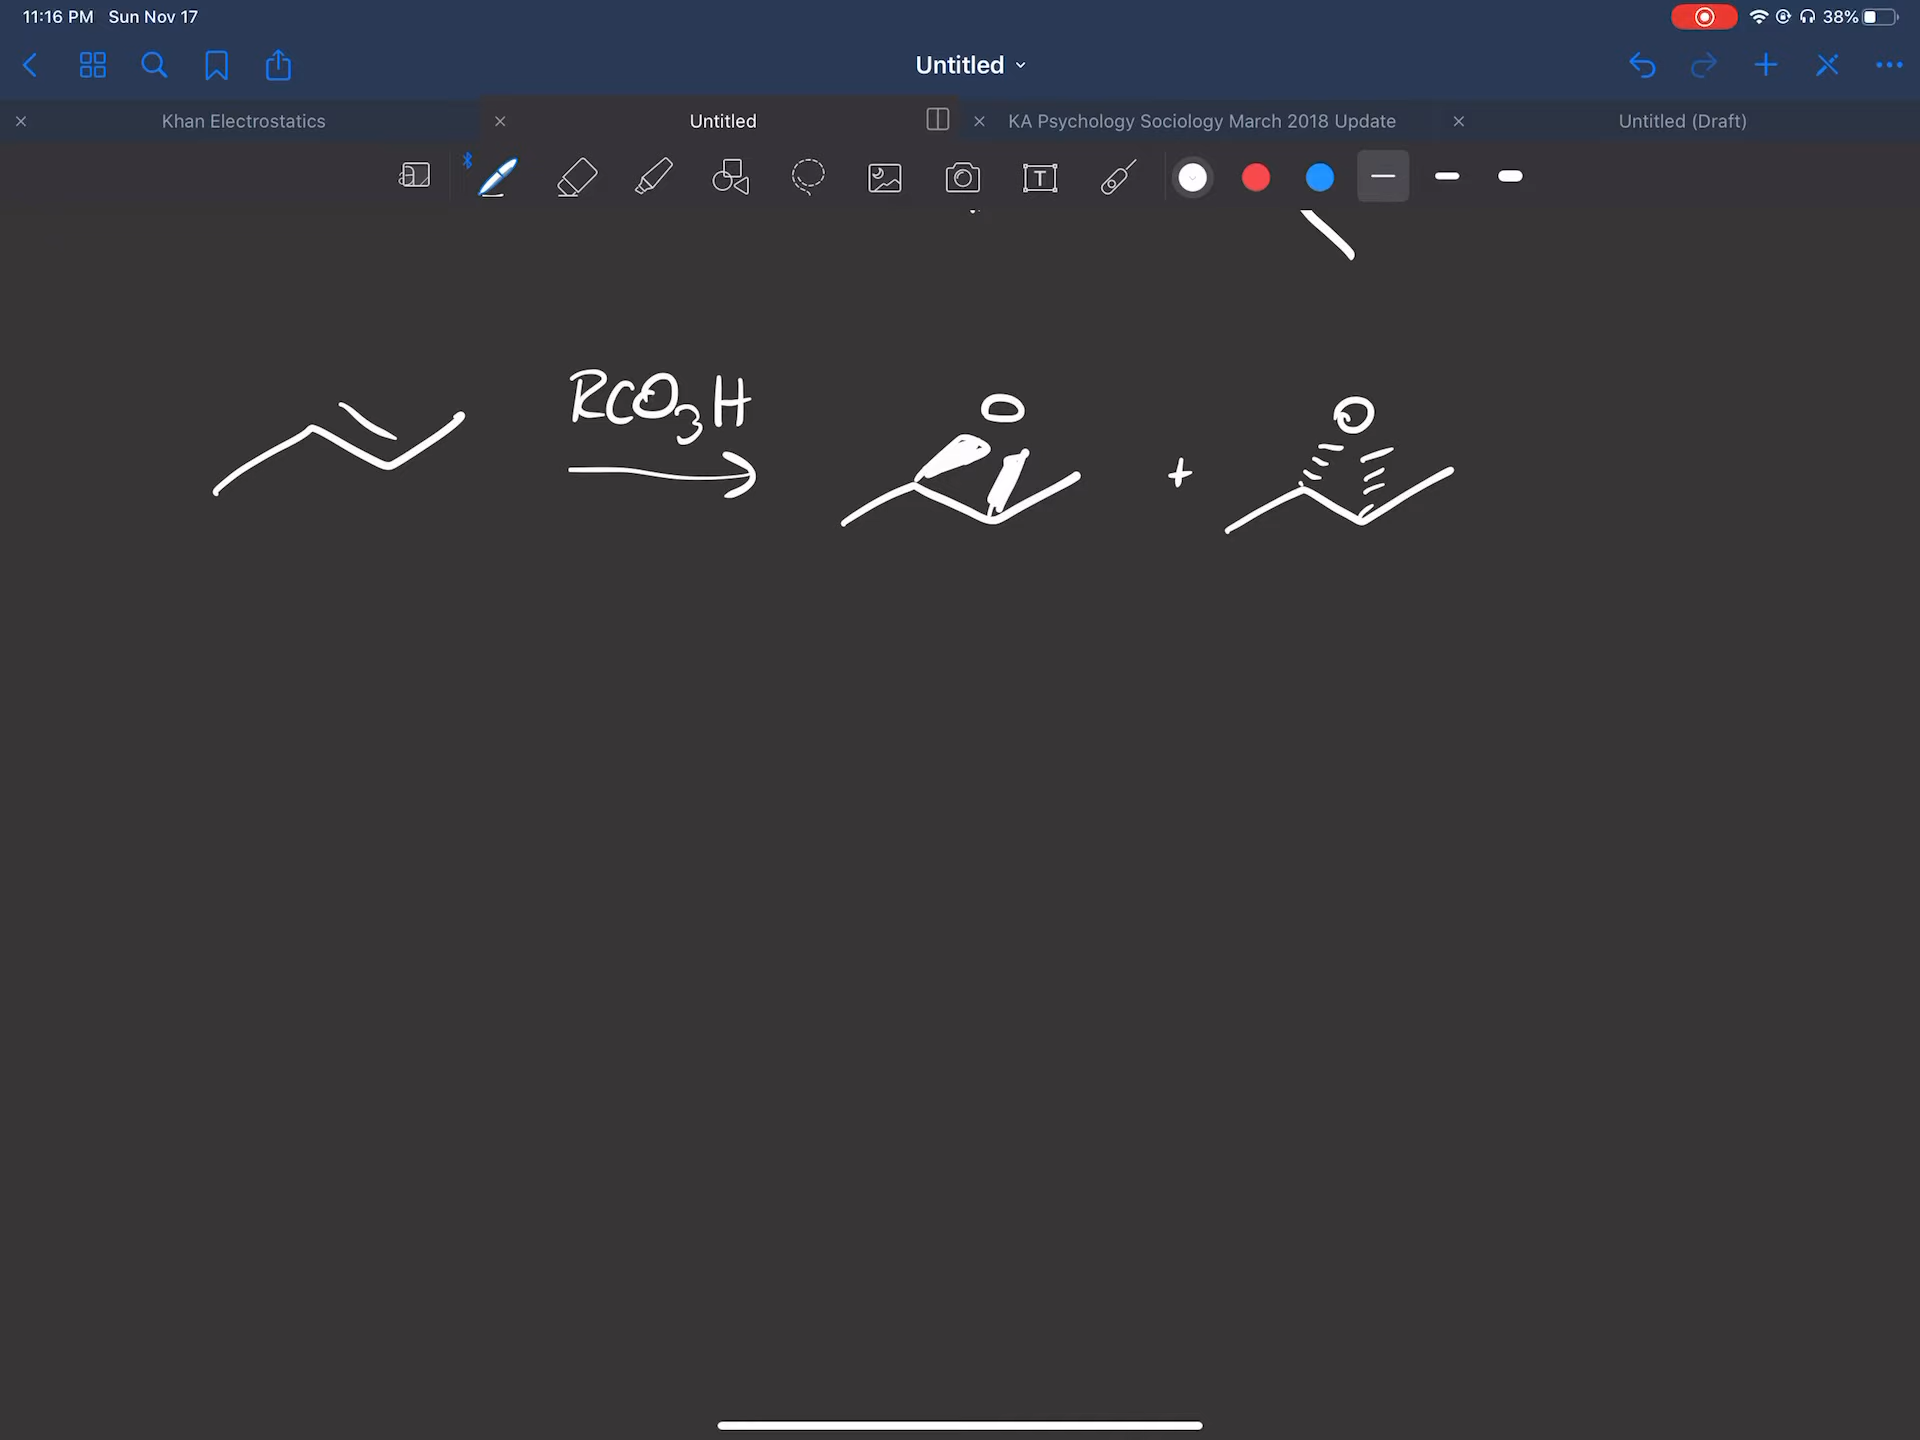 11:16 PM Sun Nov 17
38%
Untitled
Khan Electrostatics
Untitled
KA Psychology Sociology March 2018 Update
Untitled (Draft)
T
RCO₃H
O
+
O